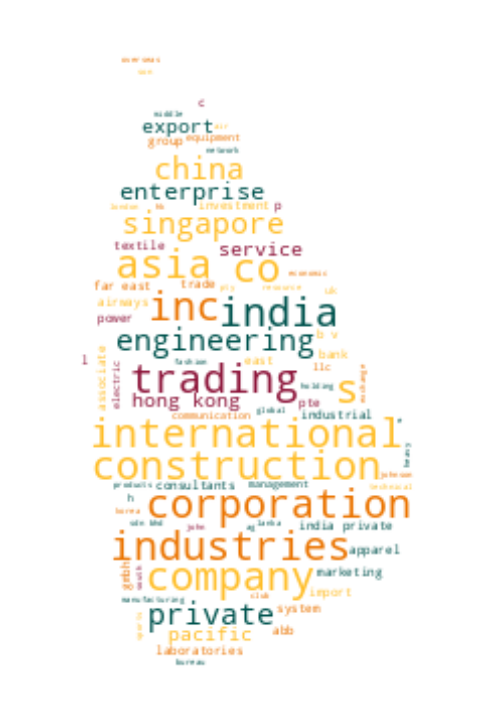 overseas
c
middle
export air
group equipment
network
china
enterprise
london hk investment p
singapore
textile service
asia co economic
far east trade pty resource uk
airways inc india
power
engineering b v
l fashion east bank
associate electric trading llc holding s exchange
hong kong pte
communication global industrial
international
construction heavy johnson
products consultants management technical
h corporation
korea
sdn bhd john ag lanka india private
industries apparel
gmbh south company marketing
manufacturing club import
private system
pacific abb
laboratories
bureau